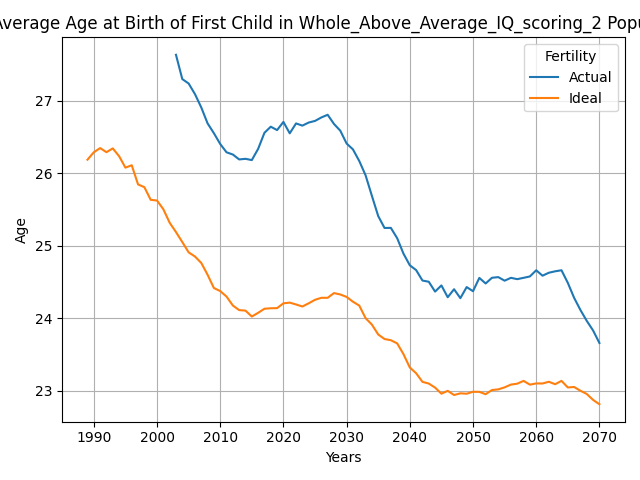 Average Age at Birth of First Child in Whole_Above_Average_IQ_scoring_2
Fertility
Actual
Ideal
Age
27
26
25
24
23
1990 2000 2010 2020 2030 2040 2050 2060 2070
Years